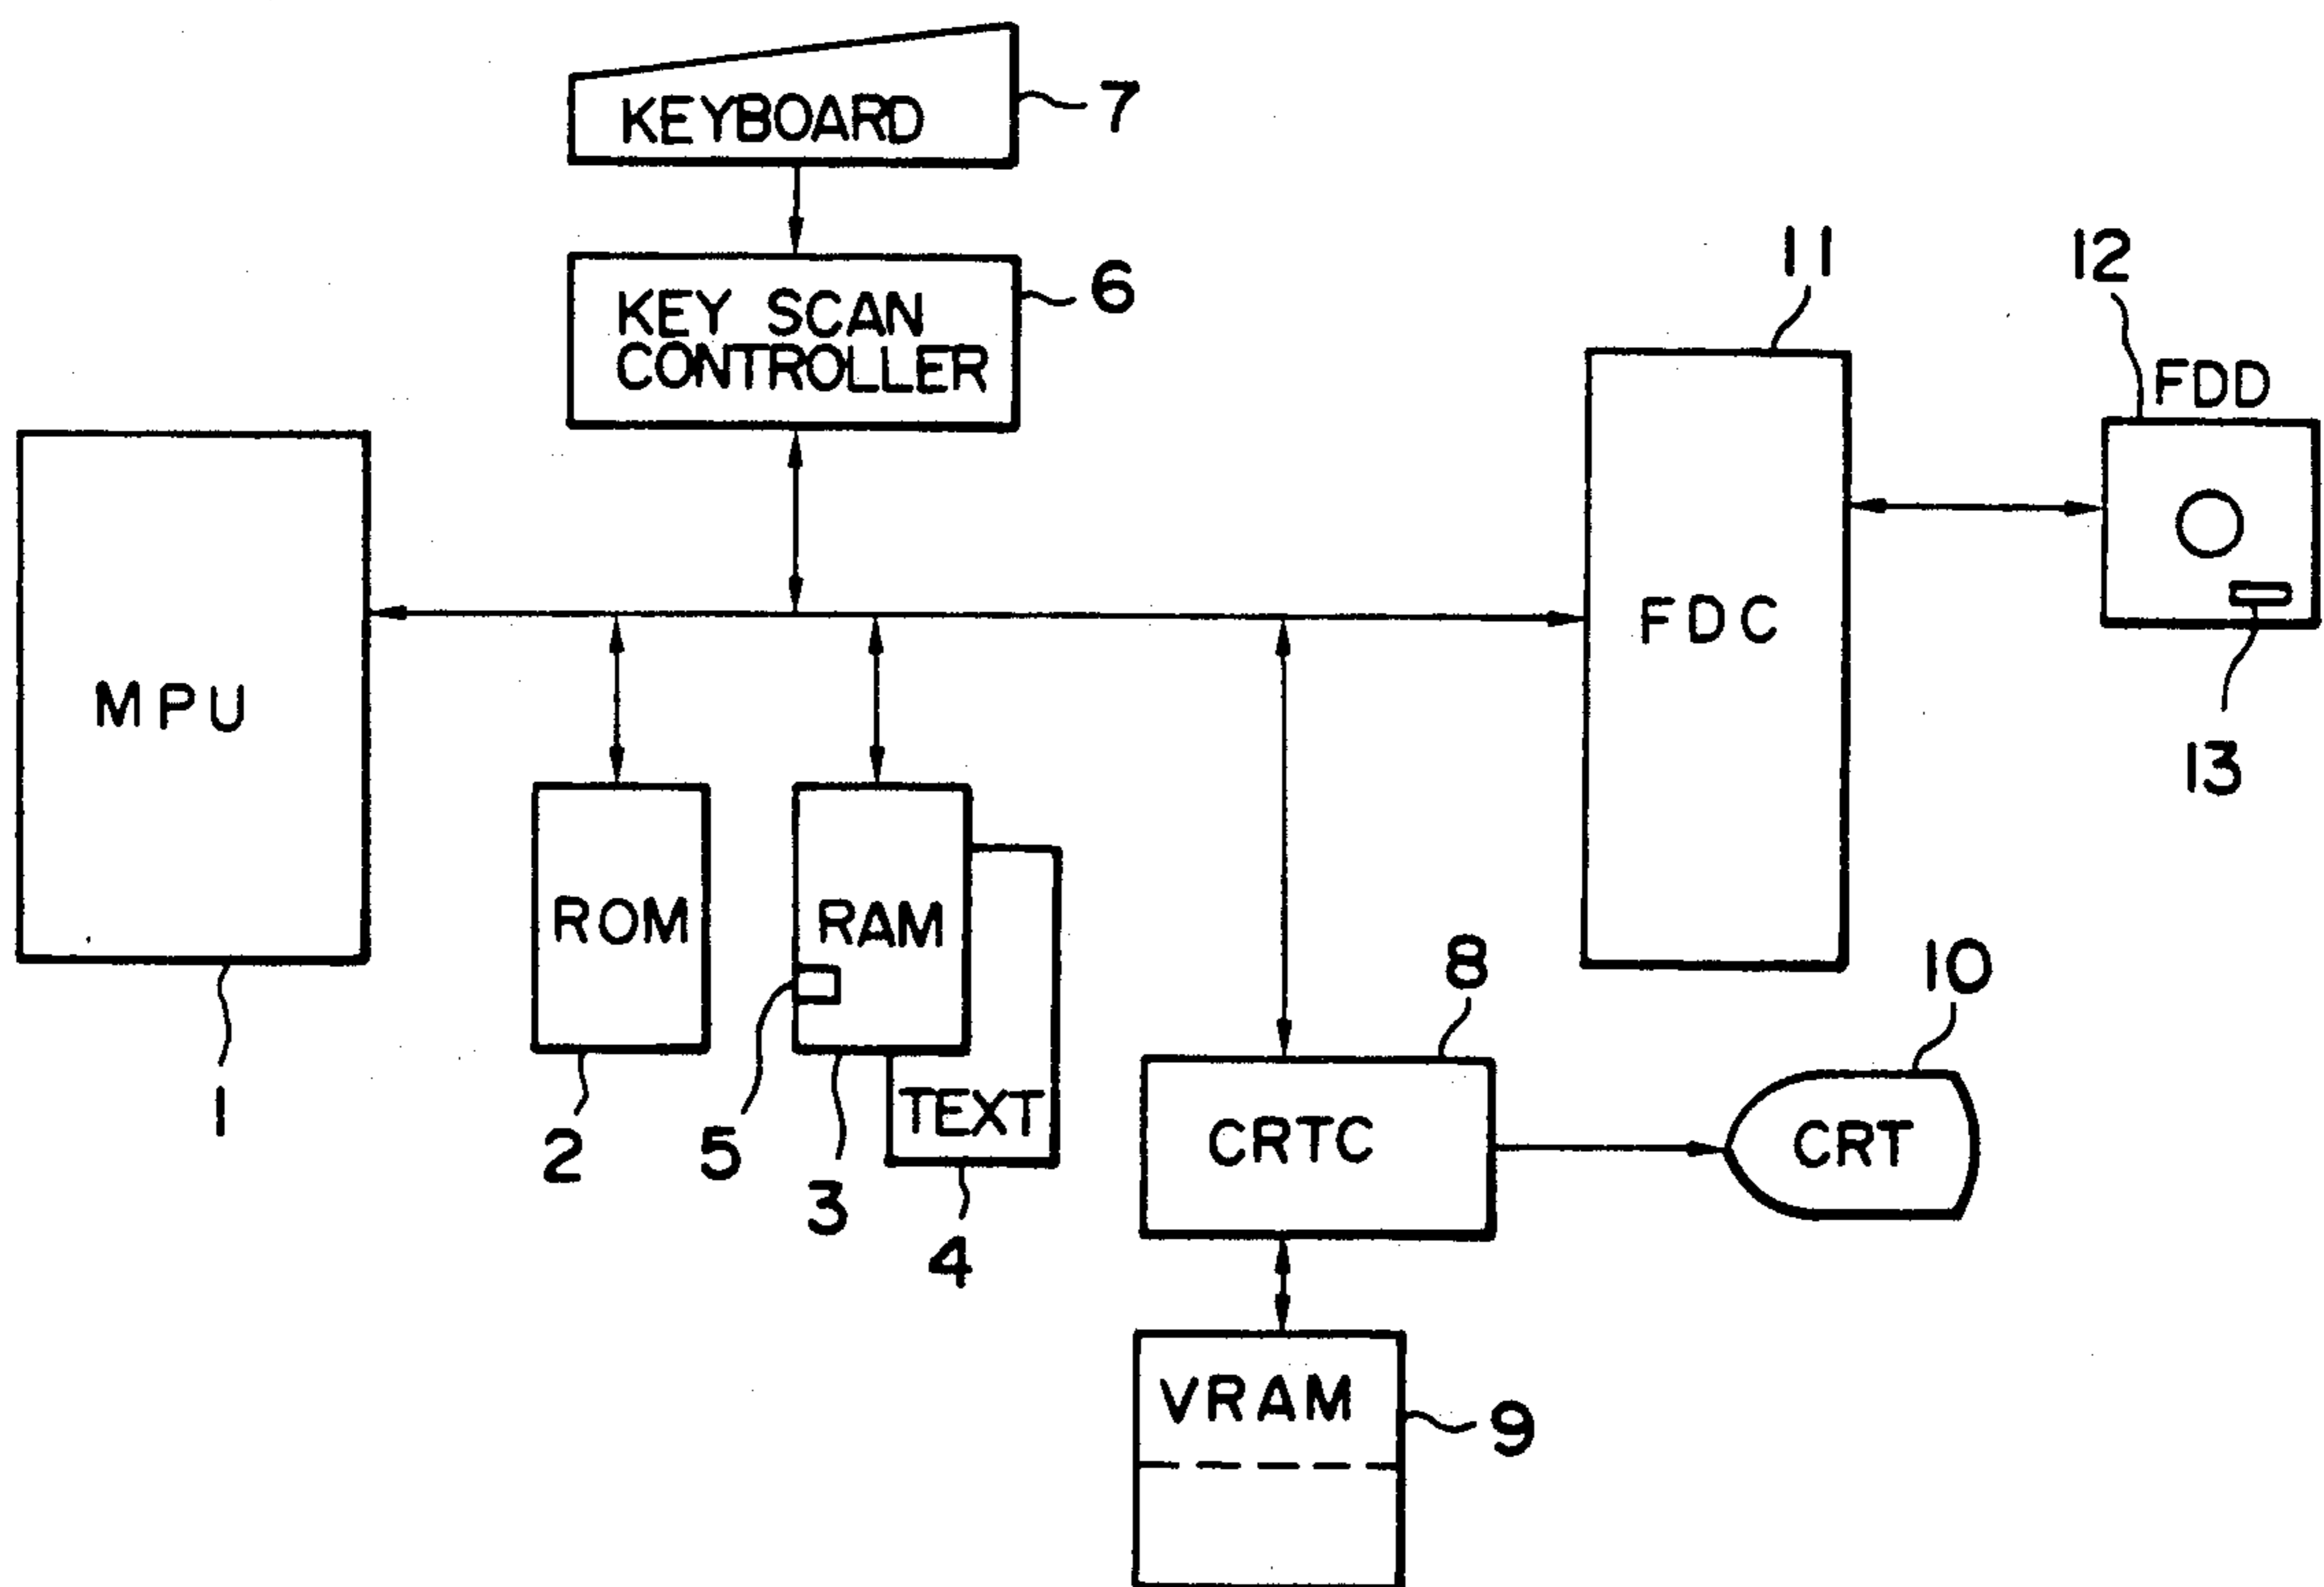 KEYBOARD
7
KEY SCAN
CONTROLLER
6
11
12
FDD
MPU
FDC
13
ROM
RAM
8
10
1
2
5
3
TEXT
4
CRTC
CRT
VRAM
9